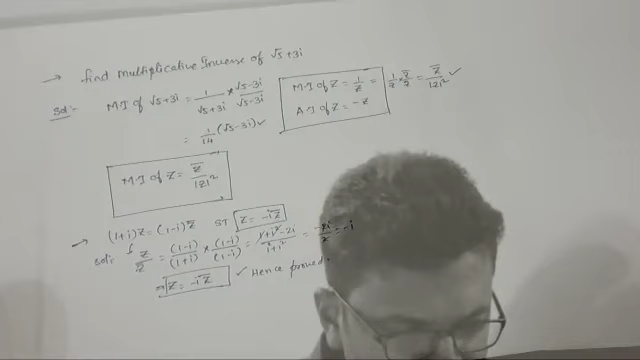 → find Multiplicative Inverse of √5+3i
Sol:- M.I of √5+3i = 1/(√5+3i) × (√5-3i)/(√5-3i)
= 1/14 (√5-3i) ✓
M.I of Z = 1/Z = 1/Z × Z̅/Z̅ = Z̅/|Z|² ✓
A.I of Z = -Z
M.I of Z = Z̅/|Z|²
→ (1+i)Z = (1-i)Z̅ ST Z = -iZ̅
Sol:- Z/Z̅ = (1-i)/(1+i) × (1-i)/(1-i) = (1+i²-2i)/(1²+1²) = -2i/2 = -i
⇒ Z = -iZ̅ ✓ Hence proved.